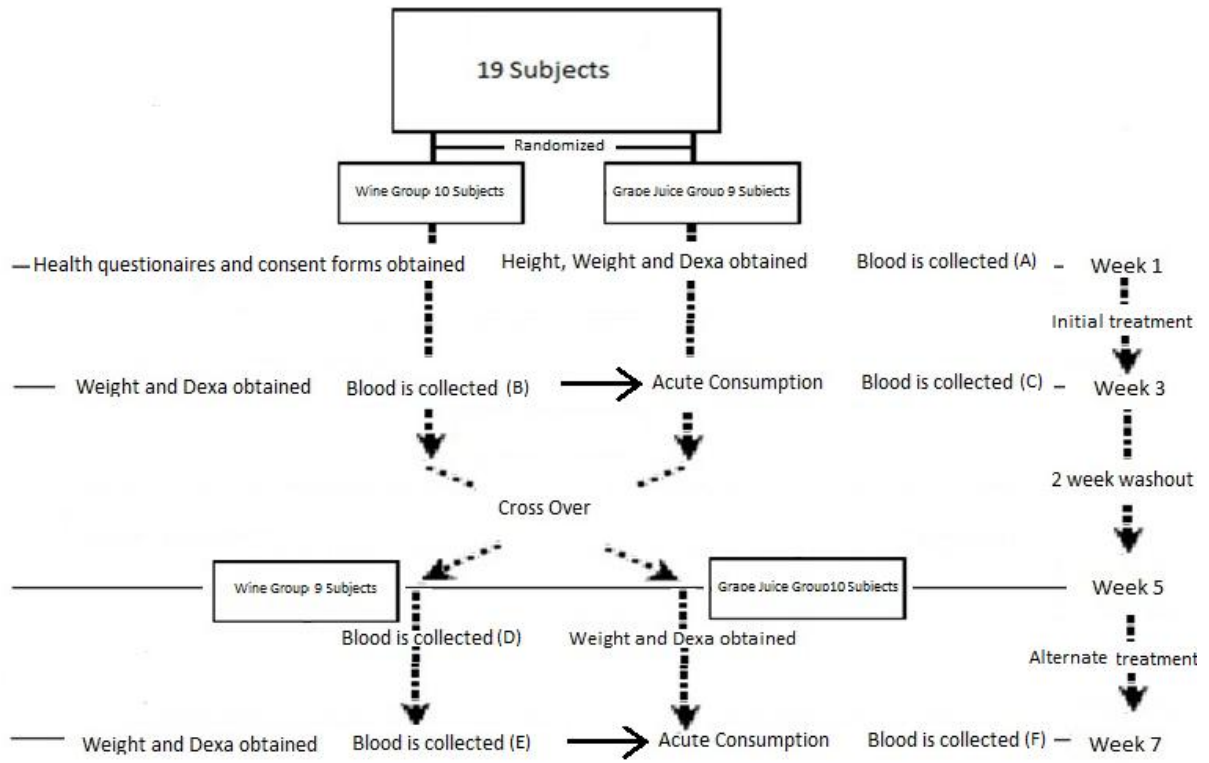 19 Subjects
Randomized
Wine Group 10 Subjects
Grape Juice Group 9 Subjects
Health questionaires and consent forms obtained
Height, Weight and Dexa obtained
Blood is collected (A)
Week 1
Initial treatment
Weight and Dexa obtained
Blood is collected (B)
Acute Consumption
Blood is collected (C)
Week 3
2 week washout
Cross Over
Wine Group 9 Subjects
Grape Juice Group10 Subjects
Week 5
Blood is collected (D)
Weight and Dexa obtained
Alternate treatment
Weight and Dexa obtained
Blood is collected (E)
Acute Consumption
Blood is collected (F)
Week 7